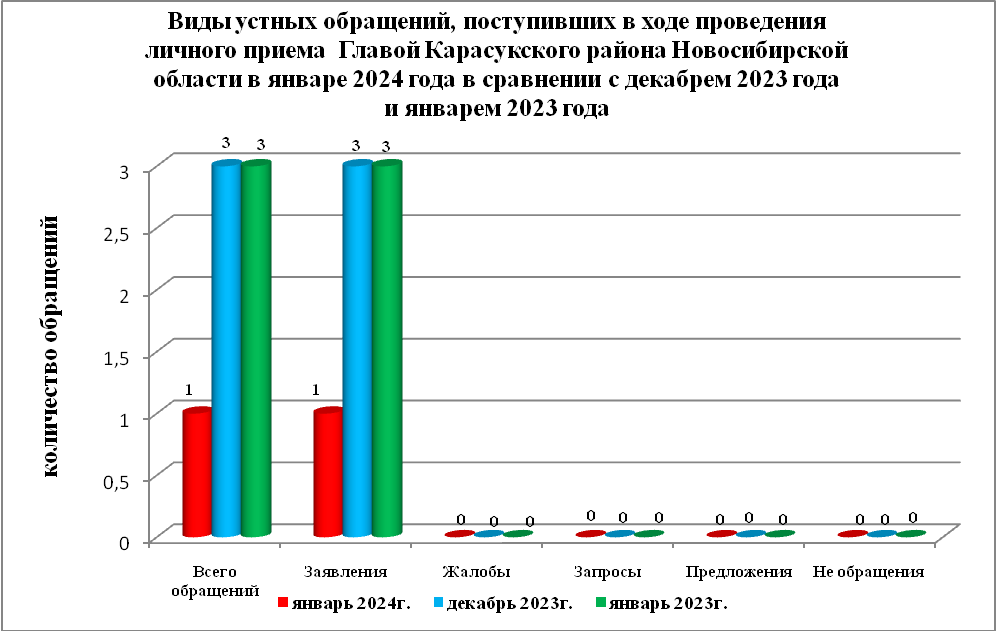 Виды устных обращений, поступивших в ходе проведения
личного приема Главой Карасукского района Новосибирской
области в январе 2024 года в сравнении с декабрем 2023 года
и январем 2023 года
количество обращений
3
2,5
2
1,5
1
0,5
0
1 3 3
1 3 3
0 0 0
0 0 0
0 0 0
0 0 0
Всего
обращений
Заявления
Жалобы
Запросы
Предложения
Не обращения
январь 2024г. декабрь 2023г. январь 2023г.